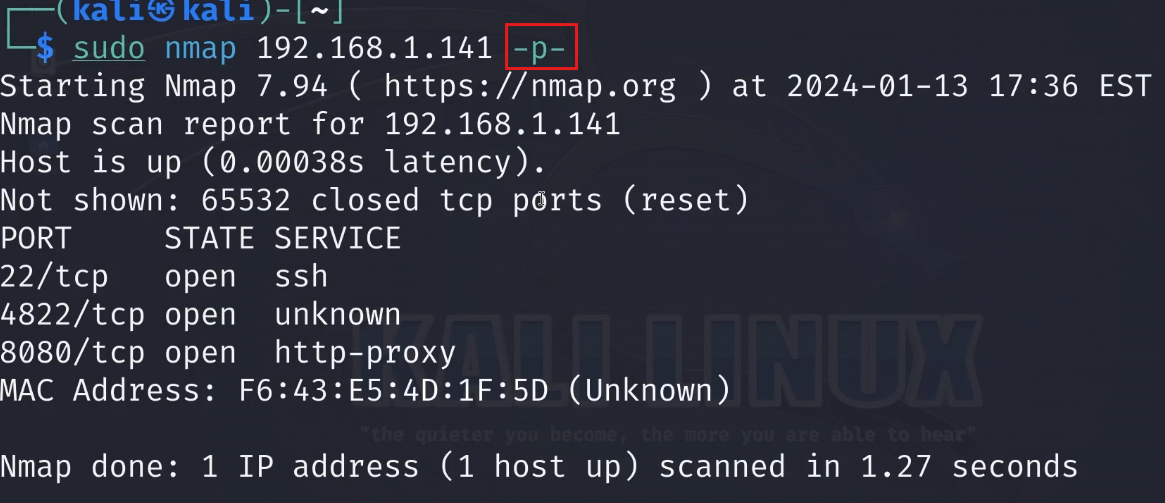 ┌──(kali㉿kali)-[~]
└─$ sudo nmap 192.168.1.141 -p-
Starting Nmap 7.94 ( https://nmap.org ) at 2024-01-13 17:36 EST
Nmap scan report for 192.168.1.141
Host is up (0.00038s latency).
Not shown: 65532 closed tcp ports (reset)
PORT     STATE SERVICE
22/tcp   open  ssh
4822/tcp open  unknown
8080/tcp open  http-proxy
MAC Address: F6:43:E5:4D:1F:5D (Unknown)
KALI LINUX
"the quieter you become, the more you are able to hear"
Nmap done: 1 IP address (1 host up) scanned in 1.27 seconds